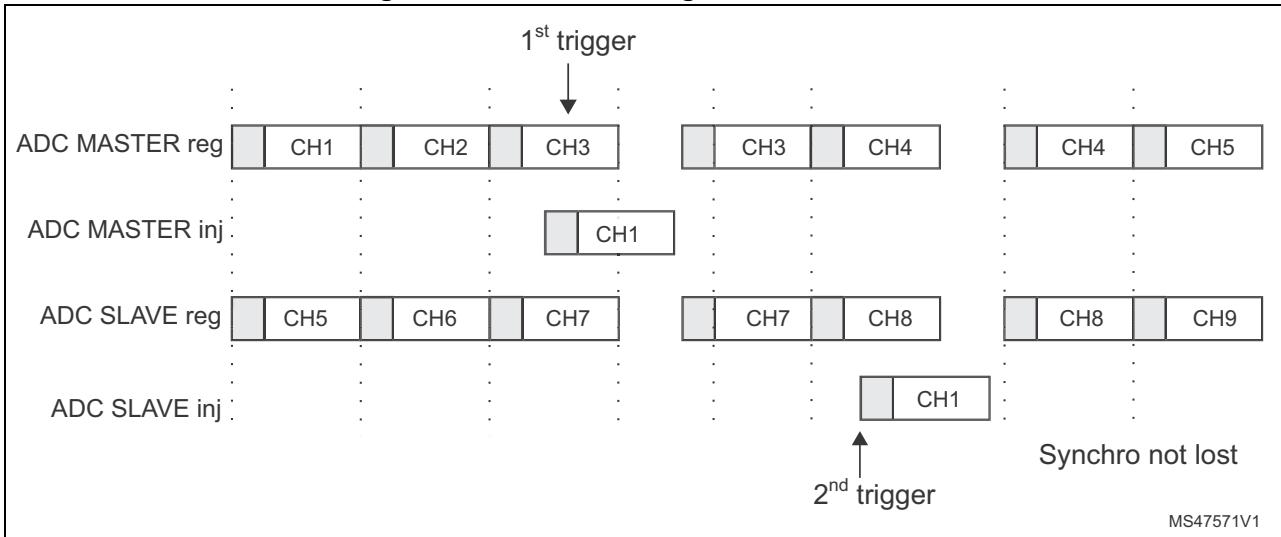 1st trigger
ADC MASTER reg CH1 CH2 CH3 CH3 CH4 CH4 CH5
ADC MASTER inj CH1
ADC SLAVE reg CH5 CH6 CH7 CH7 CH8 CH8 CH9
ADC SLAVE inj CH1
Synchro not lost
2nd trigger
MS47571V1